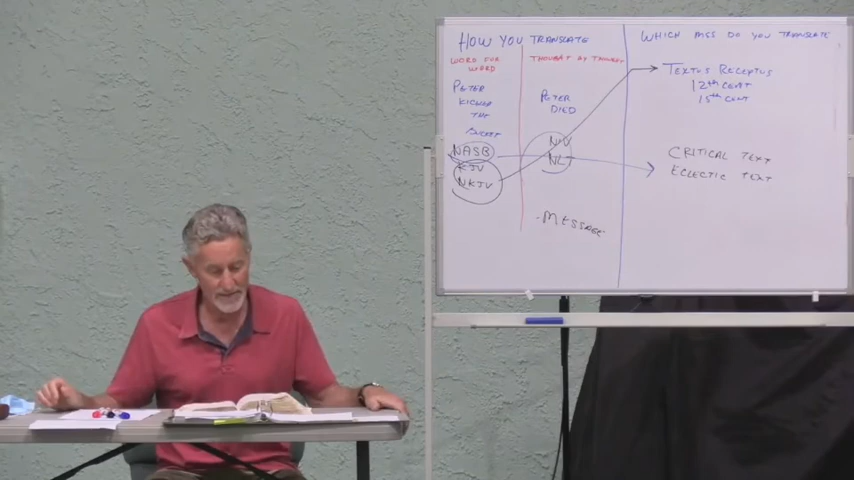 HOW YOU TRANSLATE
WORD FOR
WORD
PETER
KICKED
THE
BUCKET
NASB
KJV
NKJV
THOUGHT BY THOUGHT
PETER
DIED
NIV
NL
MESSAGE
WHICH MSS DO YOU TRANSLATE
TEXTUS RECEPTUS
12th CENT
15th CENT
CRITICAL TEXT
ECLECTIC TEXT